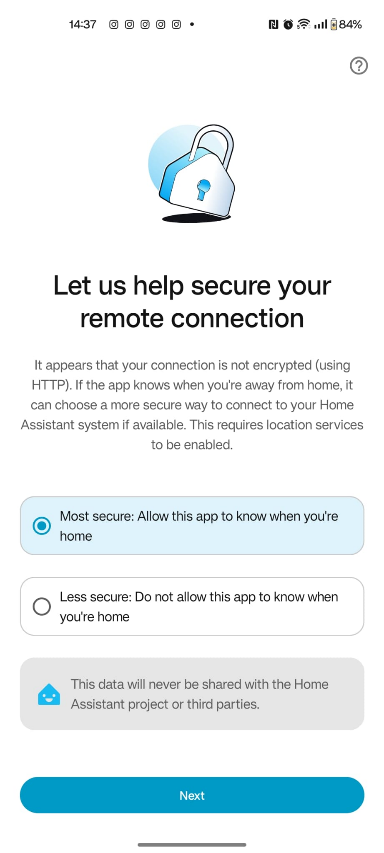 14:37
84%
Let us help secure your
remote connection
It appears that your connection is not encrypted (using
HTTP). If the app knows when you're away from home, it
can choose a more secure way to connect to your Home
Assistant system if available. This requires location services
to be enabled.
Most secure: Allow this app to know when you're
home
Less secure: Do not allow this app to know when
you're home
This data will never be shared with the Home
Assistant project or third parties.
Next